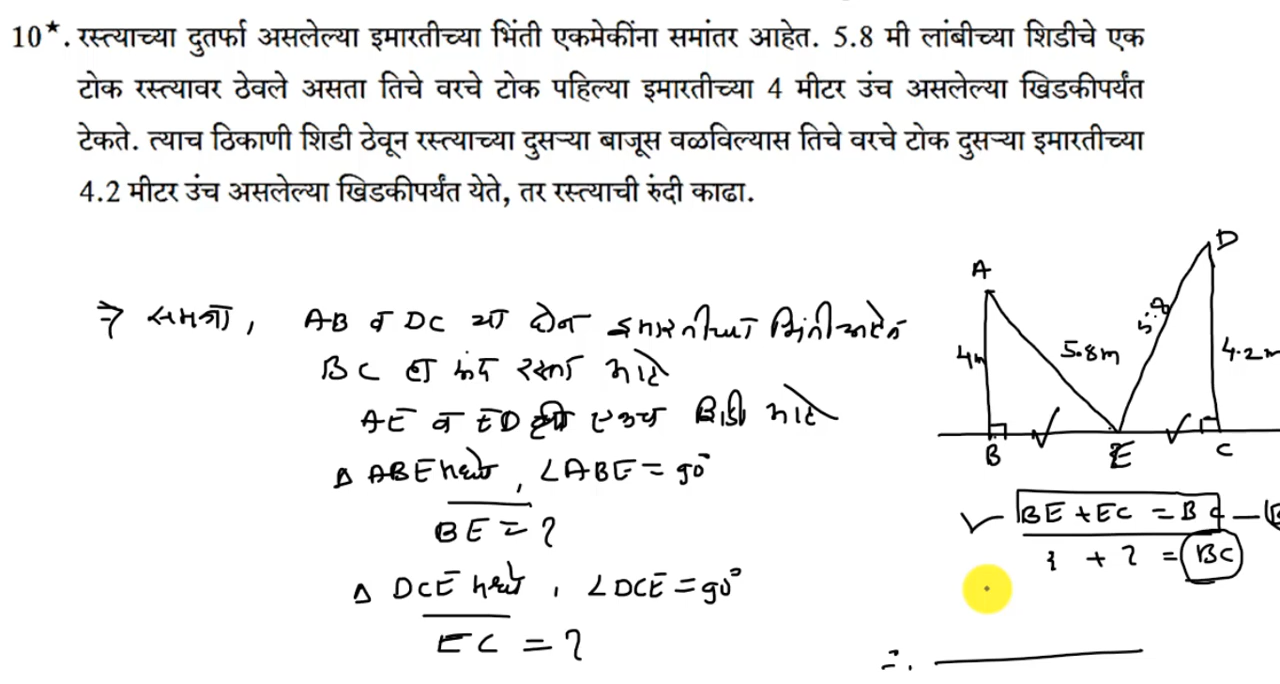 10*. रस्त्याच्या दुतर्फा असलेल्या इमारतीच्या भिंती एकमेकींना समांतर आहेत. 5.8 मी लांबीच्या शिडीचे एक
टोक रस्त्यावर ठेवले असता तिचे वरचे टोक पहिल्या इमारतीच्या 4 मीटर उंच असलेल्या खिडकीपर्यंत
टेकते. त्याच ठिकाणी शिडी ठेवून रस्त्याच्या दुसऱ्या बाजूस वळविल्यास तिचे वरचे टोक दुसऱ्या इमारतीच्या
4.2 मीटर उंच असलेल्या खिडकीपर्यंत येते, तर रस्त्याची रुंदी काढा.
D
A
5.8
4m
5.8m
4.2m
B
E
C
⇒ समजा, AB व DC या दोन इमारतीच्या भिंती आहेत
BC हा रुंद रस्ता आहे
AE व ED ही एकच शिडी आहे
Δ ABE मध्ये, ∠ABE = 90°
BE = ?
Δ DCE मध्ये, ∠DCE = 90°
EC = ?
BE + EC = BC
? + ? = BC
∴